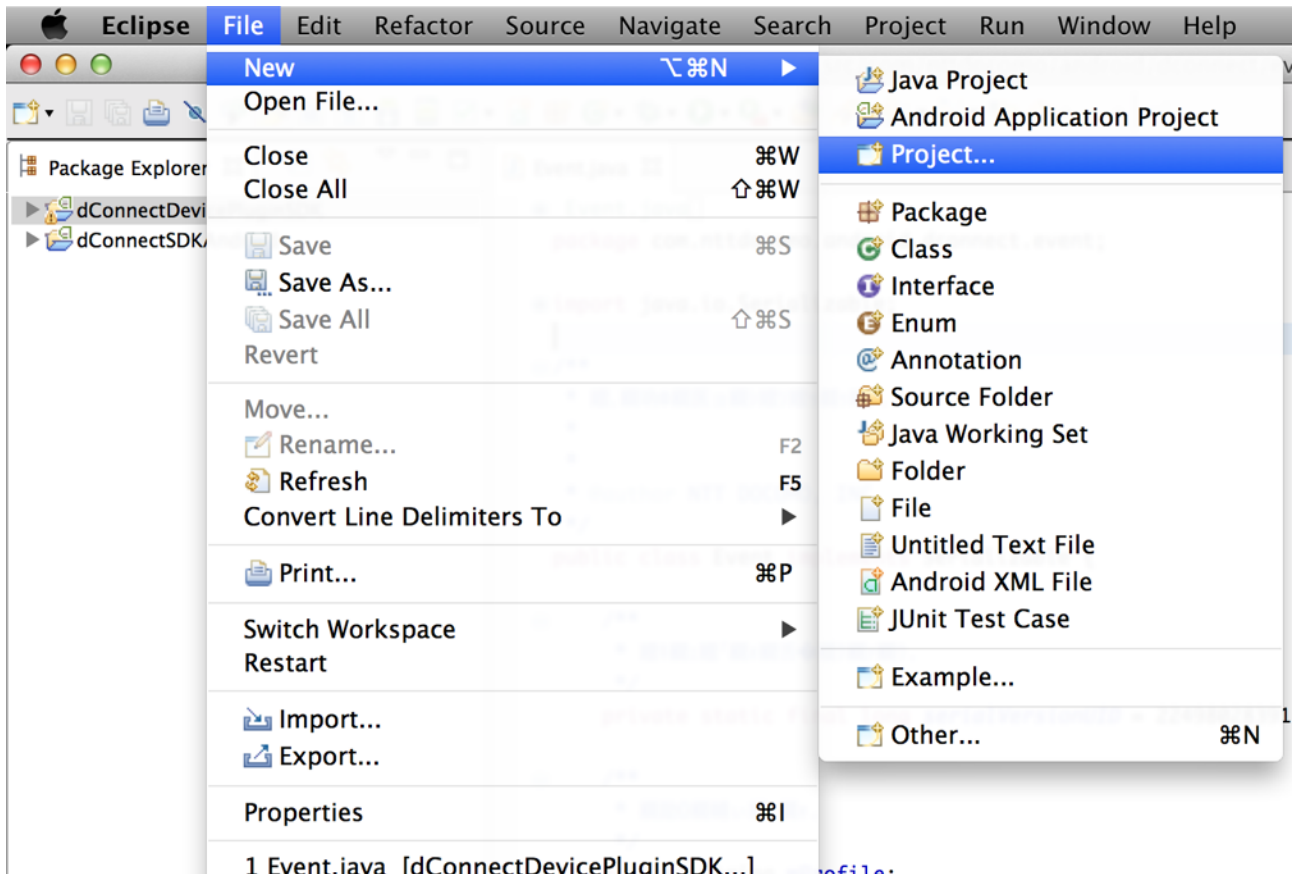 Eclipse File Edit Refactor Source Navigate Search Project Run Window Help
New ⌥⌘N ▶
Open File...
Close ⌘W
Close All ⇧⌘W
Save ⌘S
Save As...
Save All ⇧⌘S
Revert
Move...
Rename... F2
Refresh F5
Convert Line Delimiters To ▶
Print... ⌘P
Switch Workspace ▶
Restart
Import...
Export...
Properties ⌘I
1 Event.java [dConnectDevicePluginSDK...]
Java Project
Android Application Project
Project...
Package
Class
Interface
Enum
Annotation
Source Folder
Java Working Set
Folder
File
Untitled Text File
Android XML File
JUnit Test Case
Example...
Other... ⌘N
Package Explorer
dConnectDevi
dConnectSDK